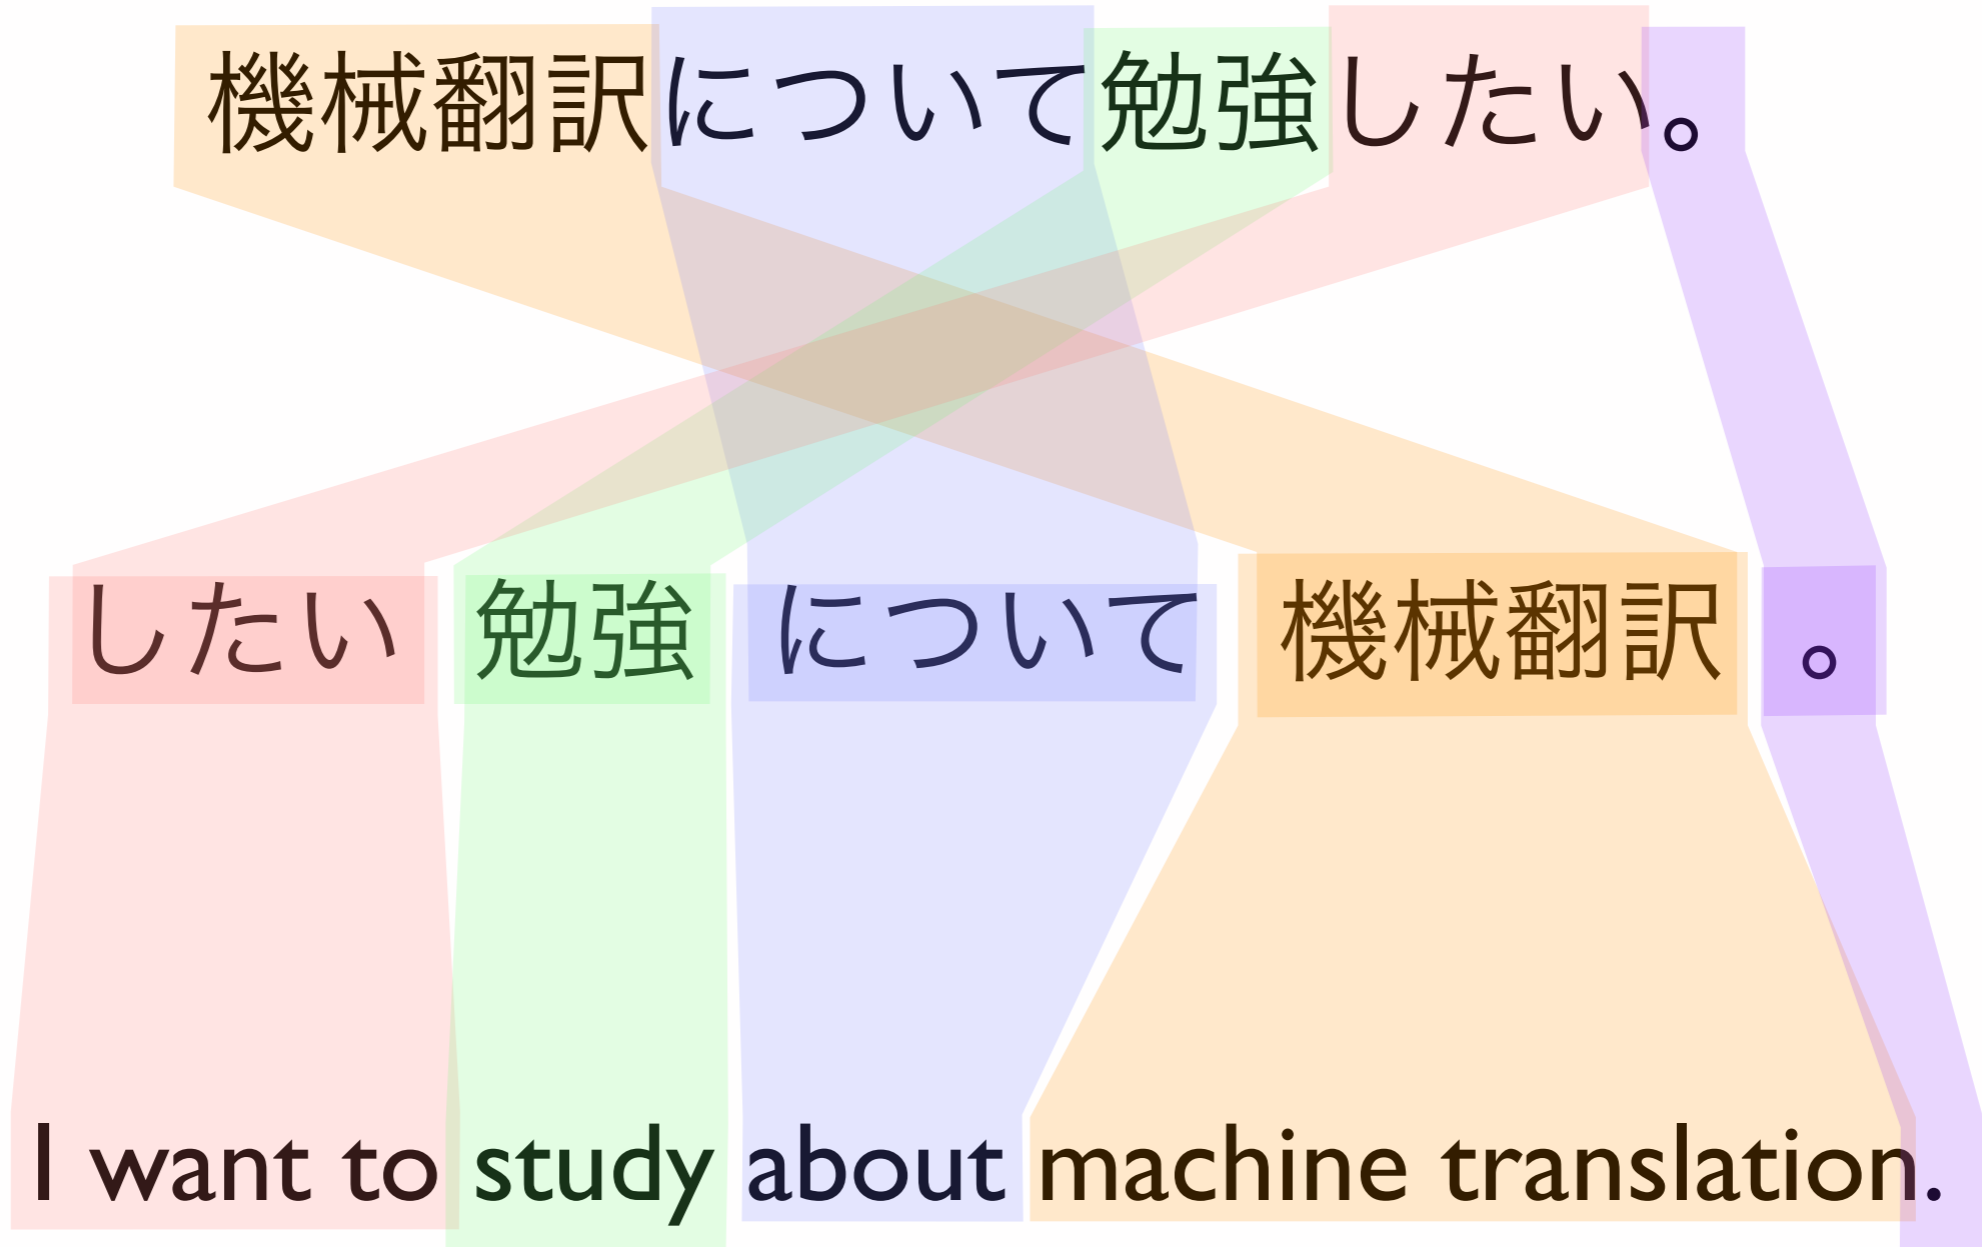 機械翻訳について勉強したい。
したい 勉強 について 機械翻訳 。
I want to study about machine translation.